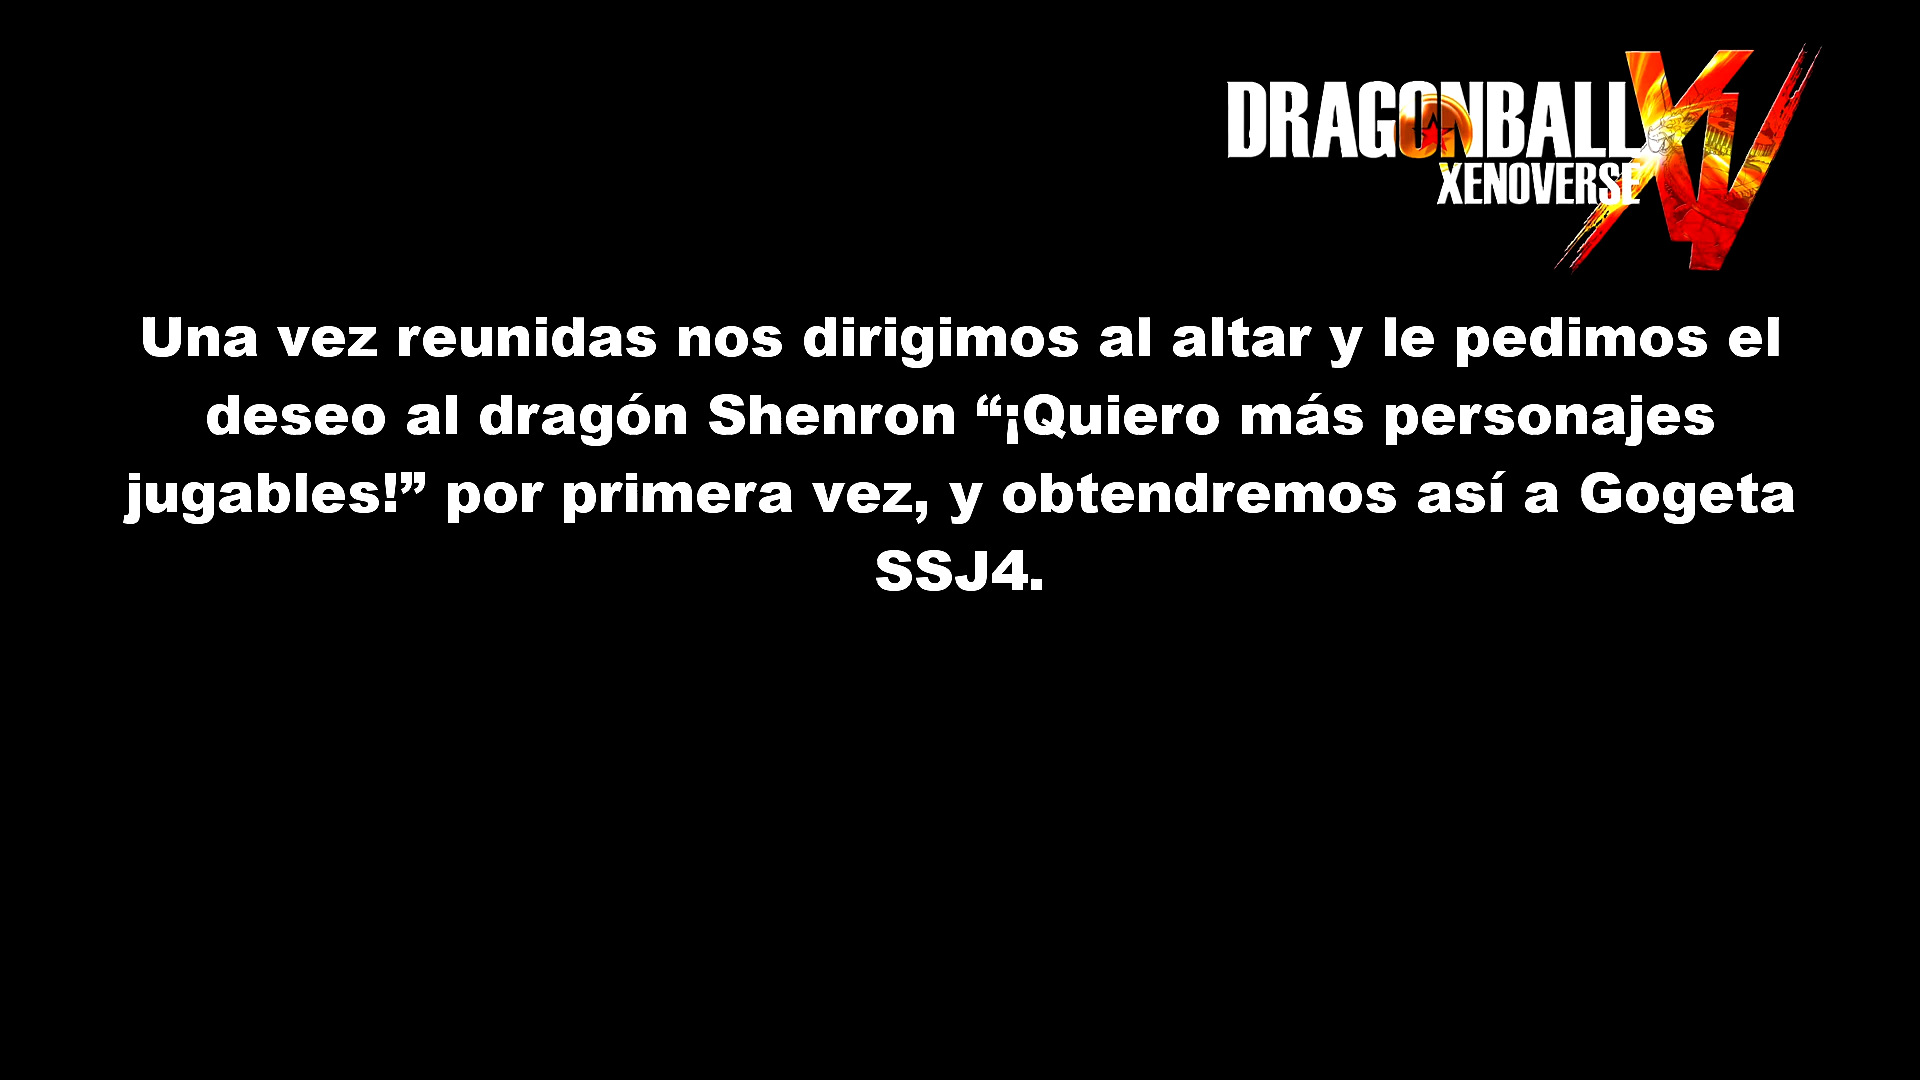 DRAGONBALL XV
XENOVERSE
Una vez reunidas nos dirigimos al altar y le pedimos el
deseo al dragón Shenron “¡Quiero más personajes
jugables!” por primera vez, y obtendremos así a Gogeta
SSJ4.